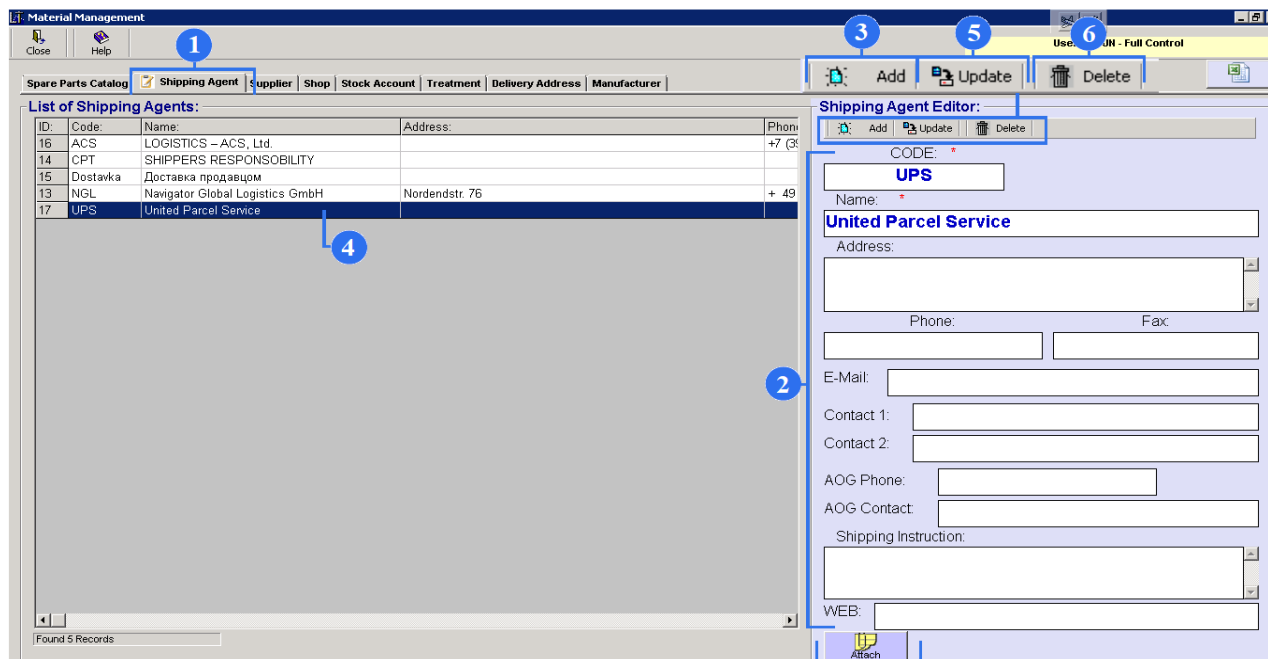 Material Management
Close Help
1
3 5 6
- Full Control
Add Update Delete
Spare Parts Catalog Shipping Agent Supplier Shop Stock Account Treatment Delivery Address Manufacturer
List of Shipping Agents:
ID: Code: Name: Address:
16 ACS LOGISTICS – ACS, Ltd. +7
14 CPT SHIPPERS RESPONSOBILITY
15 Dostavka Доставка продавцом
13 NGL Navigator Global Logistics GmbH Nordendstr. 76 + 49
17 UPS United Parcel Service
4
Found 5 Records
Shipping Agent Editor:
Add Update Delete
CODE: *
UPS
Name: *
United Parcel Service
Address:
Phone: Fax:
2
E-Mail:
Contact 1:
Contact 2:
AOG Phone:
AOG Contact:
Shipping Instruction:
WEB:
Attach